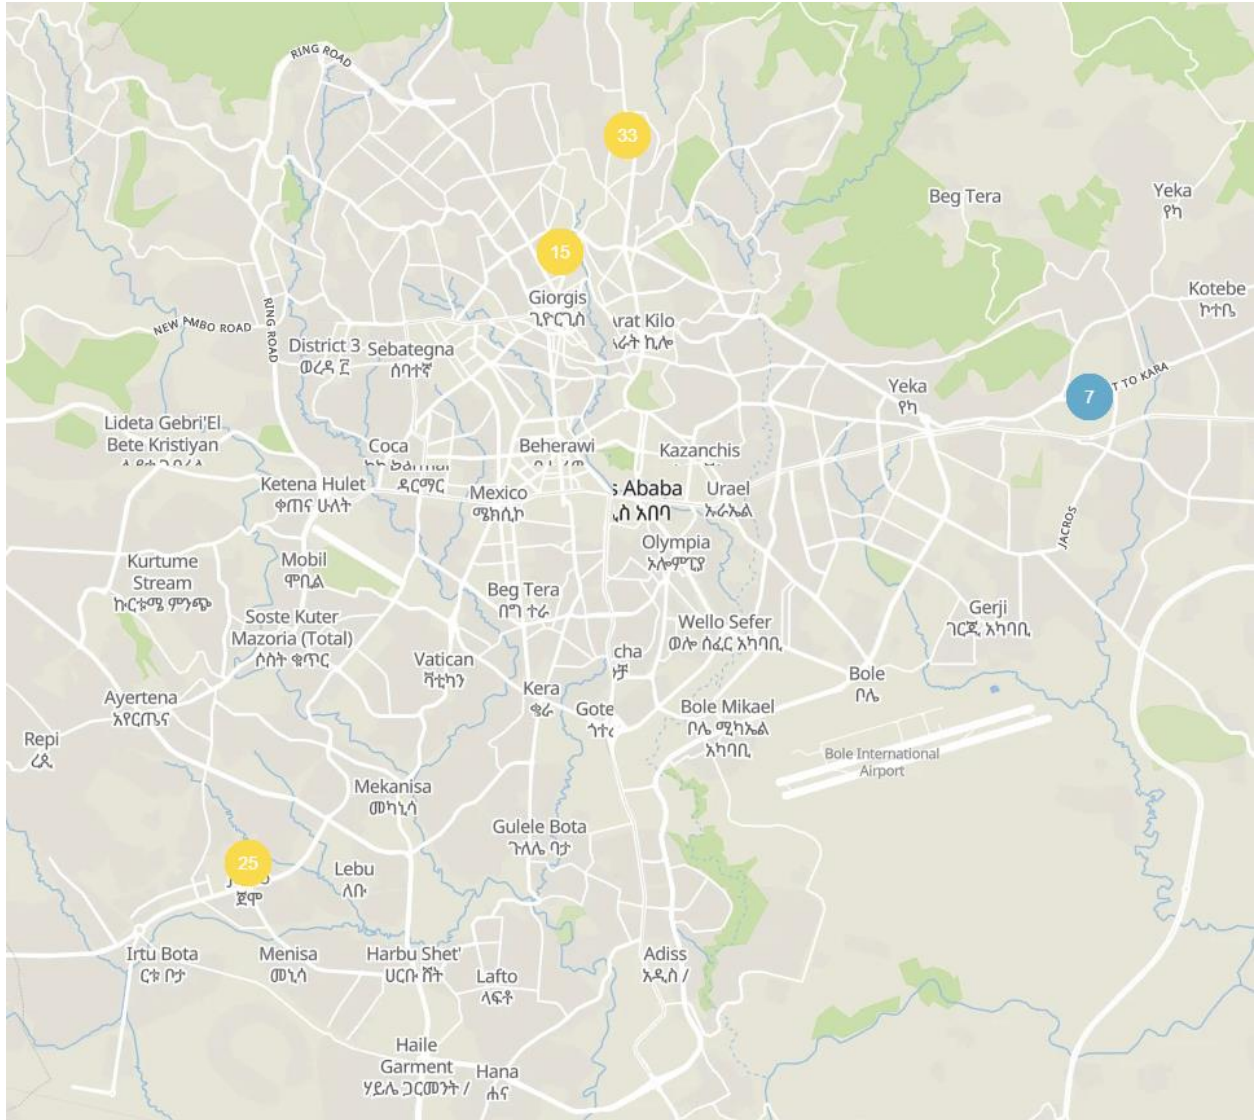 RING ROAD
33
Beg Tera
Yeka
የካ
15
Giorgis
ጊዮርጊስ
Kotebe
ኮተቤ
RING ROAD
NEW AMBO ROAD
Arat Kilo
አራት ኪሎ
District 3
ወረዳ ፫
Sebategna
ሰባተኛ
T TO KARA
7
Yeka
የካ
Lideta Gebri'El
Bete Kristiyan
Coca
ዳርማር
Beherawi
Kazanchis
Ketena Hulet
ቀጠና ሁለት
Mexico
ሜክሲኮ
s Ababa
ስ አበባ
Urael
ኡራኤል
JACROS
Olympia
ኦሎምፒያ
Kurtume
Stream
ኩርቱሜ ምንጭ
Mobil
ሞቢል
Beg Tera
በግ ተራ
Gerji
ገርጂ አካባቢ
Soste Kuter
Mazoria (Total)
ሶስት ቁጥር
Wello Sefer
ወሎ ሰፈር አካባቢ
Vatican
ቫቲካን
cha
Bole
ቦሌ
Ayertena
አየርጤና
Kera
ቄራ
Gote
ጎተ
Bole Mikael
ቦሌ ሚካኤል
አካባቢ
Repi
ረጲ
Bole International
Airport
Mekanisa
መካኒሳ
Gulele Bota
ጉለሌ ባታ
25
ጀሞ
Lebu
ለቡ
Irtu Bota
ርቱ ቦታ
Menisa
መኒሳ
Harbu Shet'
ሀርቡ ሸት
Lafto
ላፍቶ
Adiss
አዲስ /
Haile
Garment
ሃይሌ ጋርመንት /
Hana
ሐና